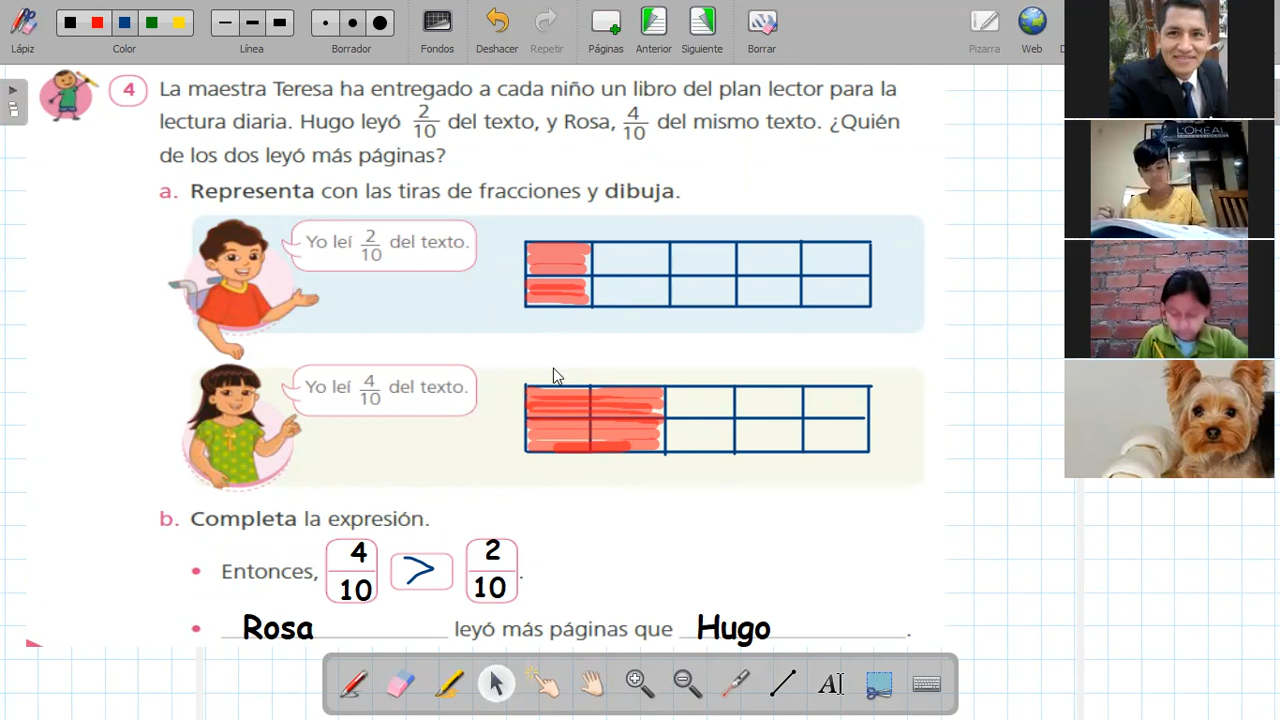 Lápiz Color Línea Borrador Fondos Deshacer Repetir Páginas Anterior Siguiente Borrar Pizarra Web
4 La maestra Teresa ha entregado a cada niño un libro del plan lector para la
lectura diaria. Hugo leyó 2/10 del texto, y Rosa, 4/10 del mismo texto. ¿Quién
de los dos leyó más páginas?
a. Representa con las tiras de fracciones y dibuja.
Yo leí 2/10 del texto.
Yo leí 4/10 del texto.
b. Completa la expresión.
• Entonces, 4/10 > 2/10.
• Rosa leyó más páginas que Hugo.
L'ORÉAL